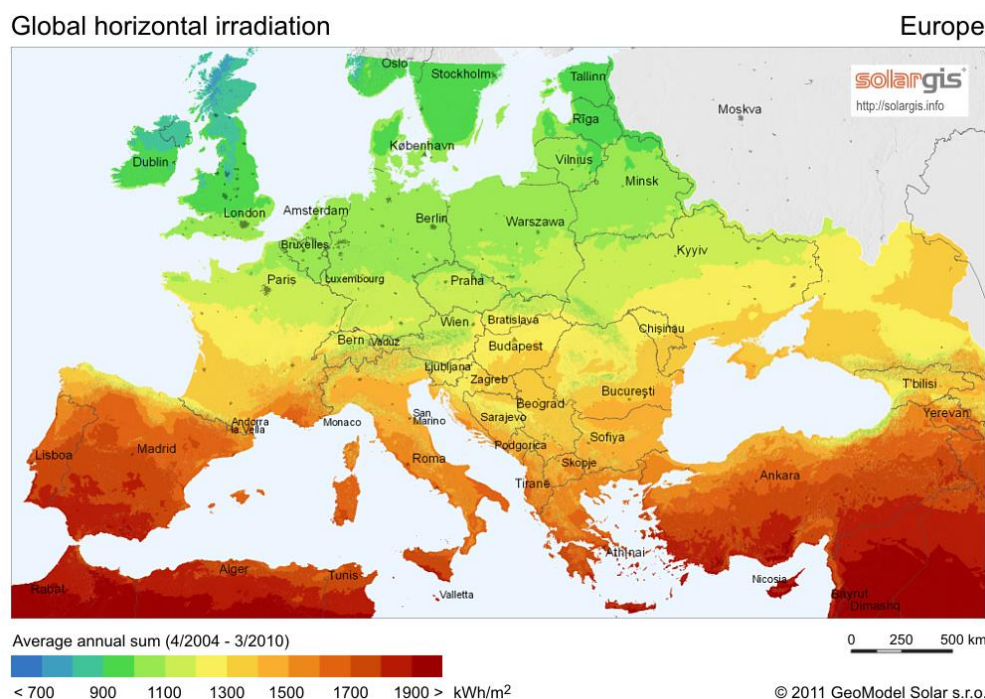 Global horizontal irradiation
Europe
solargis
http://solargis.info
Oslo
Stockholm
Tallinn
Moskva
Rīga
København
Dublin
Vilnius
Minsk
London
Amsterdam
Berlin
Warszawa
Bruxelles
Kyyiv
Paris
Luxembourg
Praha
Wien
Bratislava
Chişinău
Bern
Vaduz
Budapest
Ljubljana
Zagreb
T'bilisi
Beograd
Bucureşti
Andorra
la Vella
Monaco
San
Marino
Sarajevo
Yerevan
Podgorica
Sofiya
Lisboa
Madrid
Roma
Skopje
Ankara
Tiranë
Athínai
Alger
Tunis
Nicosia
Rabat
Valletta
Bayrut
Dimashq
Average annual sum (4/2004 - 3/2010)
0 250 500 km
< 700 900 1100 1300 1500 1700 1900 > kWh/m²
© 2011 GeoModel Solar s.r.o.